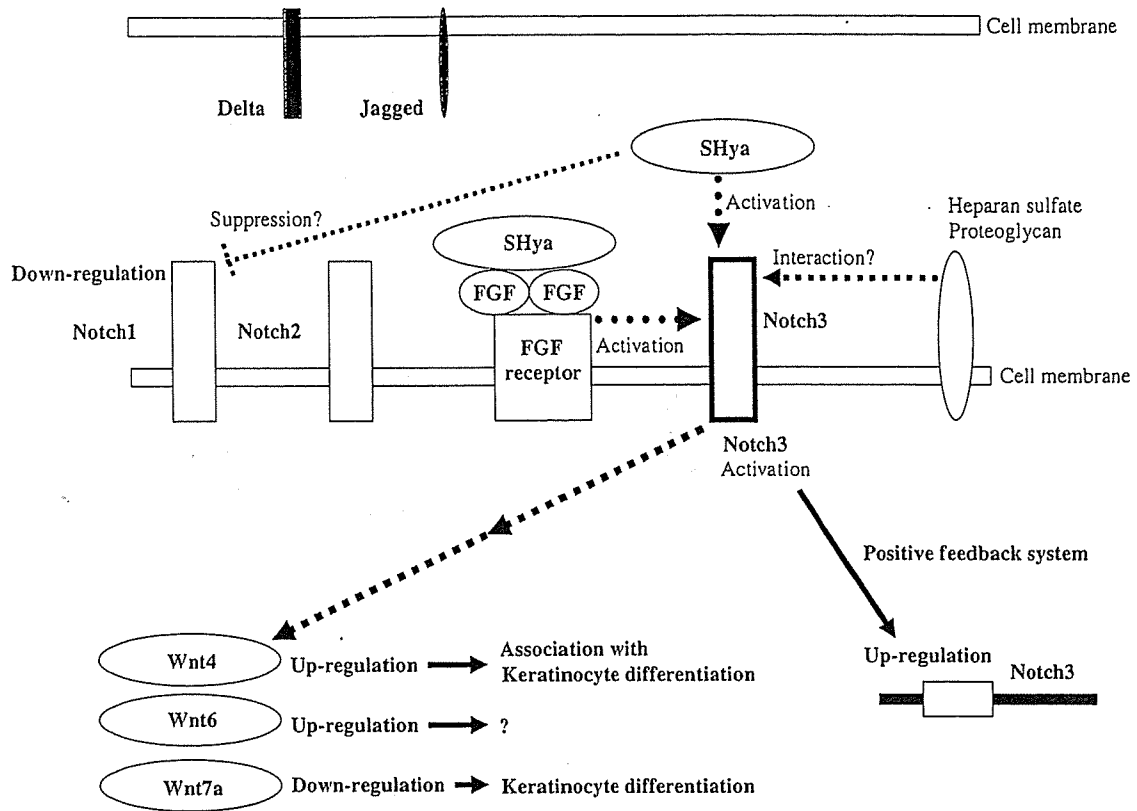 Cell membrane
Delta
Jagged
SHya
Activation
Suppression?
Heparan sulfate
Proteoglycan
SHya
Down-regulation
Interaction?
FGF
FGF
Notch1
Notch2
Notch3
Activation
FGF
receptor
Cell membrane
Notch3
Activation
Positive feedback system
Wnt4
Up-regulation
Association with
Keratinocyte differentiation
Up-regulation
Notch3
Wnt6
Up-regulation
?
Wnt7a
Down-regulation
Keratinocyte differentiation